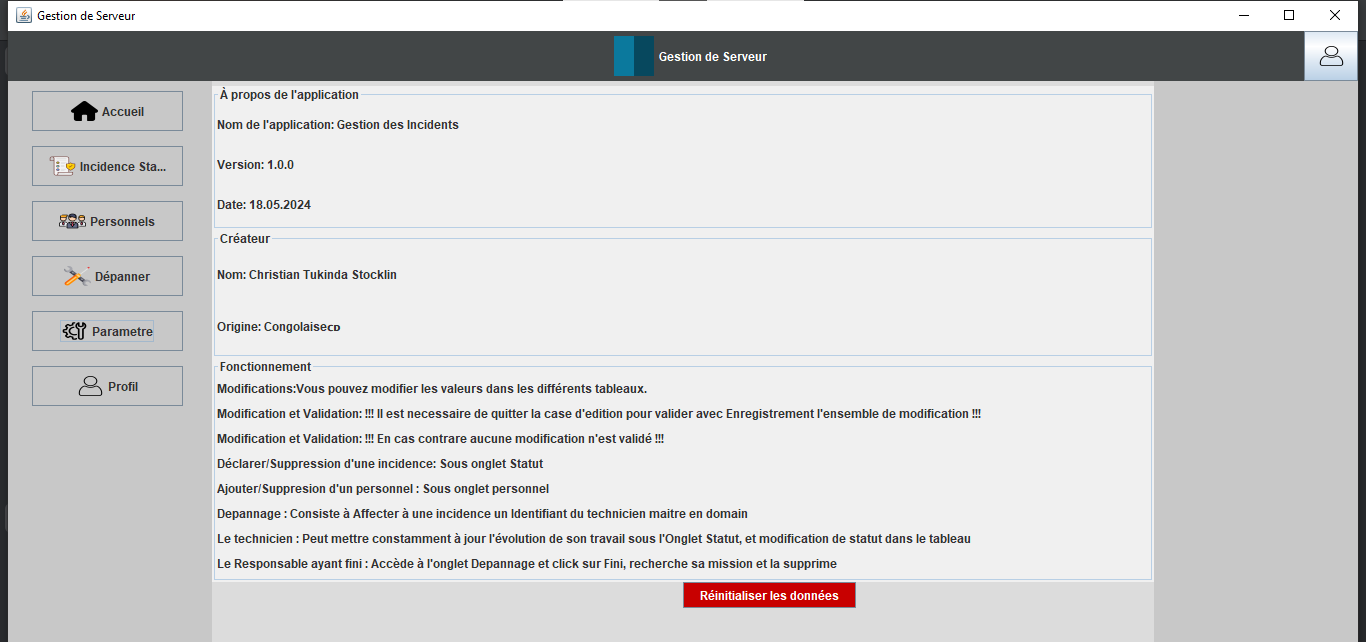 Gestion de Serveur
Gestion de Serveur
Accueil
Incidence Sta...
Personnels
Dépanner
Parametre
Profil
À propos de l'application
Nom de l'application: Gestion des Incidents
Version: 1.0.0
Date: 18.05.2024
Créateur
Nom: Christian Tukinda Stocklin
Origine: Congolaise🇨🇩
Fonctionnement
Modifications:Vous pouvez modifier les valeurs dans les différents tableaux.
Modification et Validation: !!! Il est necessaire de quitter la case d'edition pour valider avec Enregistrement l'ensemble de modification !!!
Modification et Validation: !!! En cas contrare aucune modification n'est validé !!!
Déclarer/Suppression d'une incidence: Sous onglet Statut
Ajouter/Suppresion d'un personnel : Sous onglet personnel
Depannage : Consiste à Affecter à une incidence un Identifiant du technicien maitre en domain
Le technicien : Peut mettre constamment à jour l'évolution de son travail sous l'Onglet Statut, et modification de statut dans le tableau
Le Responsable ayant fini : Accède à l'onglet Depannage et click sur Fini, recherche sa mission et la supprime
Réinitialiser les données